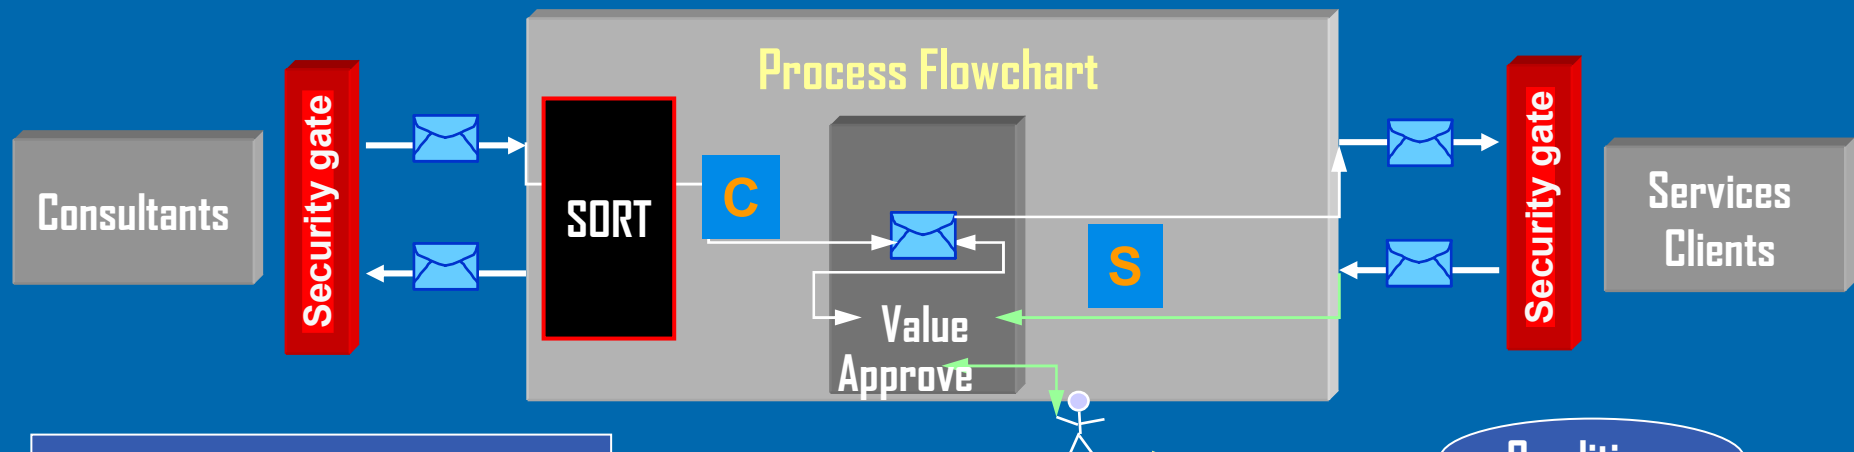 Process Flowchart
Consultants
Security gate
SORT
C
S
Value
Approve
Security gate
Services
Clients